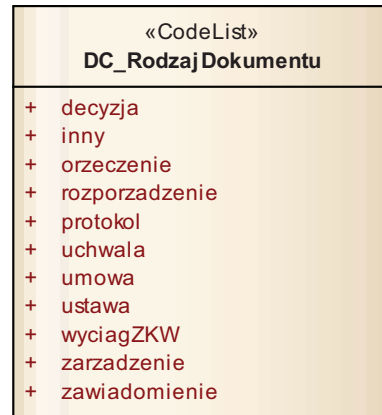 «CodeList»
DC_RodzajDokumentu
+ decyzja
+ inny
+ orzeczenie
+ rozporzadzenie
+ protokol
+ uchwala
+ umowa
+ ustawa
+ wyciagZKW
+ zarzadzenie
+ zawiadomienie